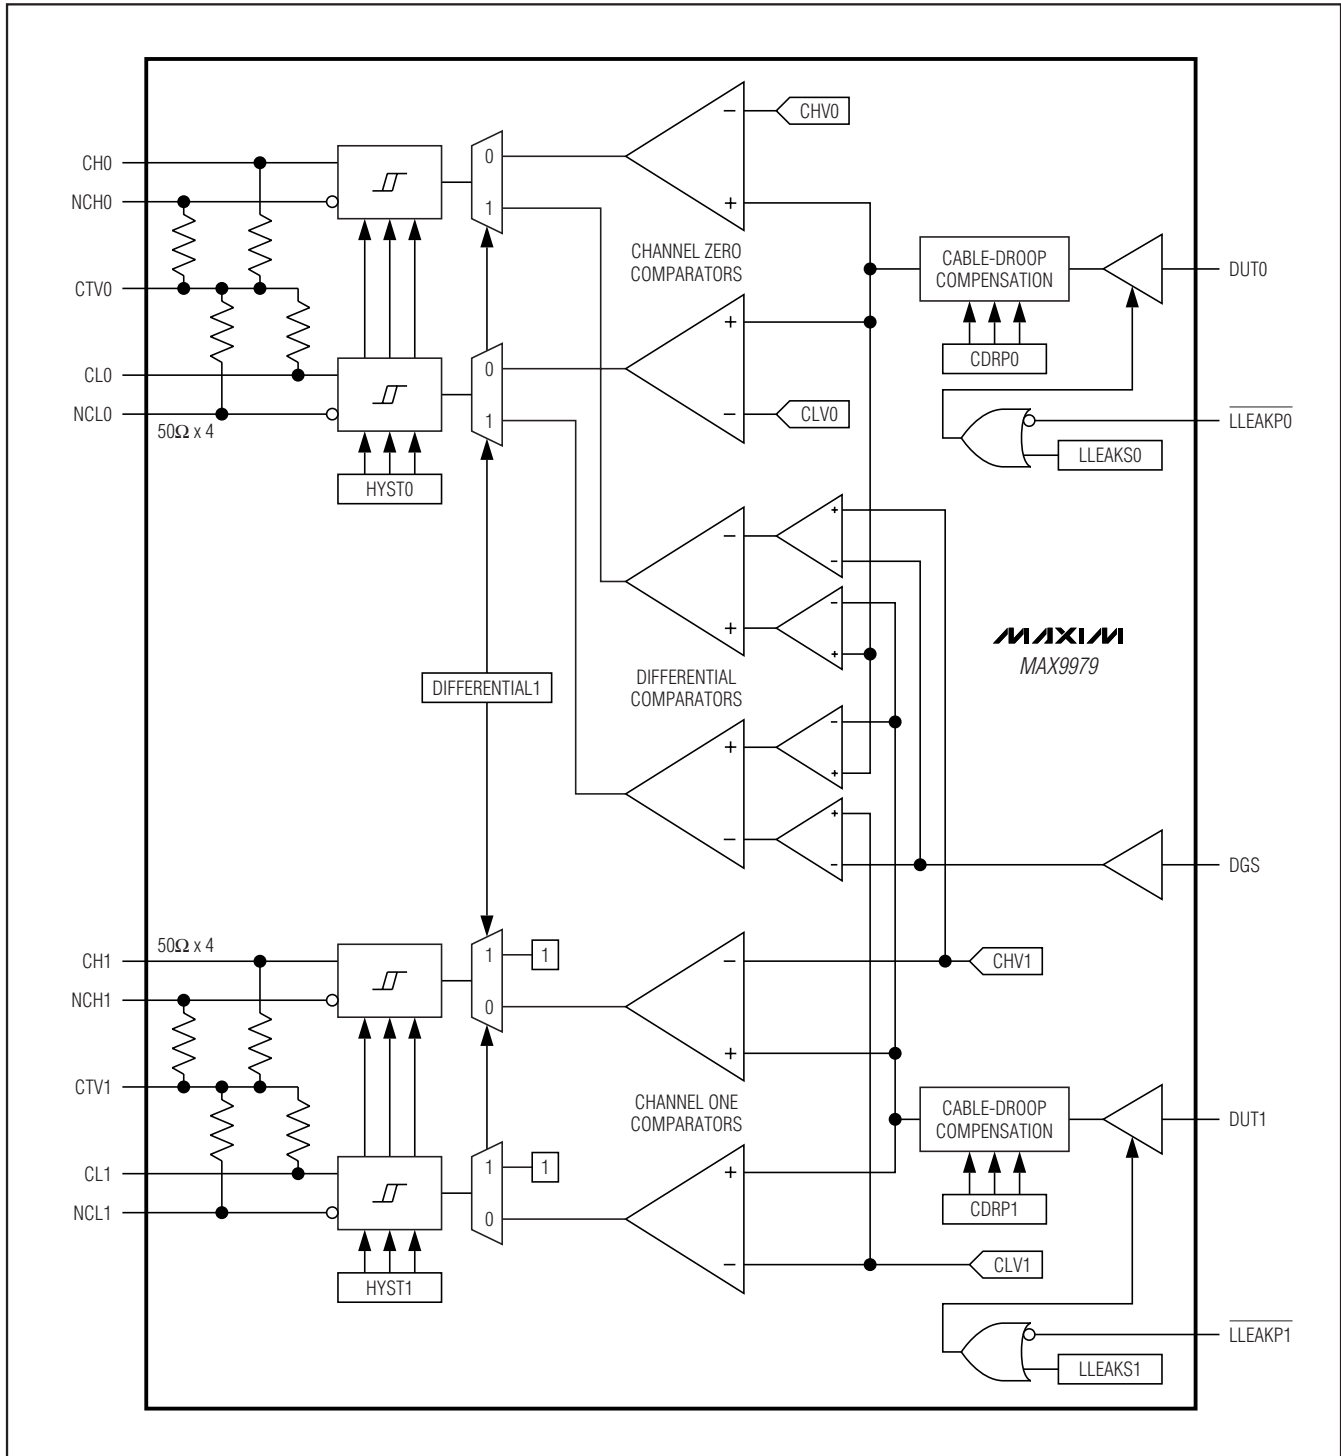 CHV0
CH0
0
NCH0
1
CHANNEL ZERO
COMPARATORS
CABLE-DROOP
COMPENSATION
DUT0
CTV0
CDRP0
CL0
0
NCL0
1
CLV0
50Ω x 4
LLEAKP0
LLEAKS0
HYST0
MAXIM
MAX9979
DIFFERENTIAL1
DIFFERENTIAL
COMPARATORS
DGS
50Ω x 4
CH1
1
1
CHV1
NCH1
0
CTV1
CHANNEL ONE
COMPARATORS
CABLE-DROOP
COMPENSATION
DUT1
CL1
1
1
NCL1
0
CDRP1
HYST1
CLV1
LLEAKP1
LLEAKS1